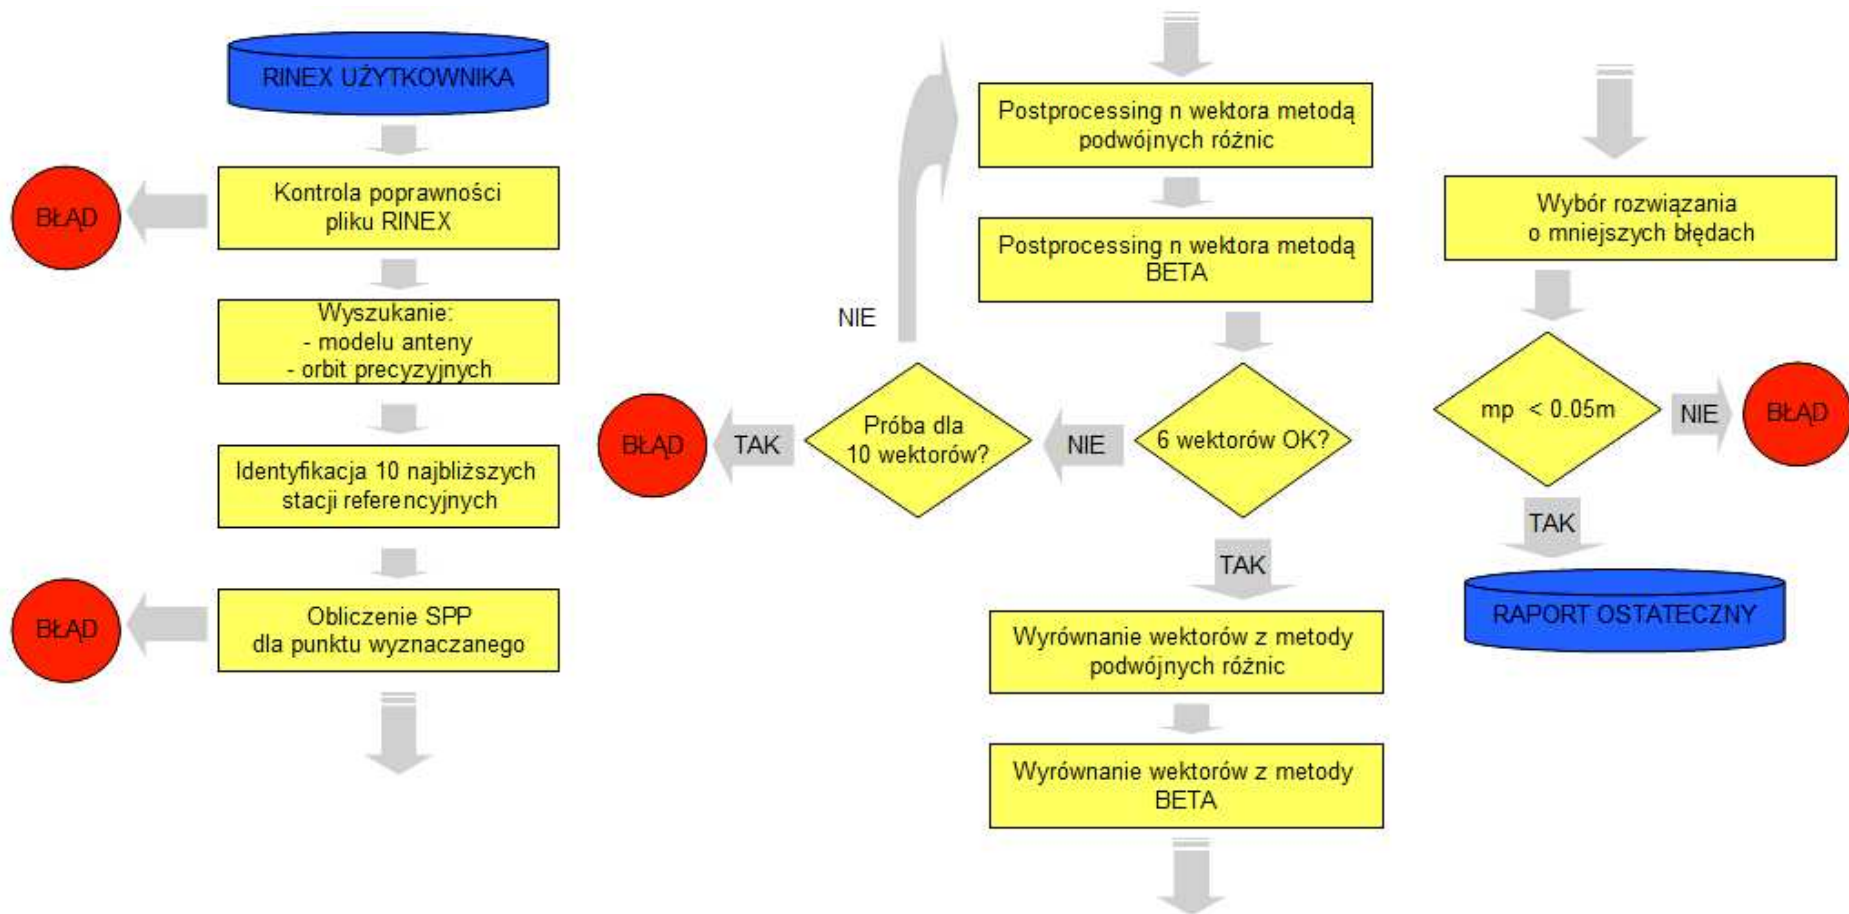 RINEX UŻYTKOWNIKA
BŁĄD
Kontrola poprawności
pliku RINEX
Wyszukanie:
- modelu anteny
- orbit precyzyjnych
Identyfikacja 10 najbliższych
stacji referencyjnych
BŁĄD
Obliczenie SPP
dla punktu wyznaczanego
Postprocessing n wektora metodą
podwójnych różnic
Postprocessing n wektora metodą
BETA
NIE
BŁĄD
TAK
Próba dla
10 wektorów?
NIE
6 wektorów OK?
TAK
Wyrównanie wektorów z metody
podwójnych różnic
Wyrównanie wektorów z metody
BETA
Wybór rozwiązania
o mniejszych błędach
mp < 0.05m
NIE
BŁĄD
TAK
RAPORT OSTATECZNY